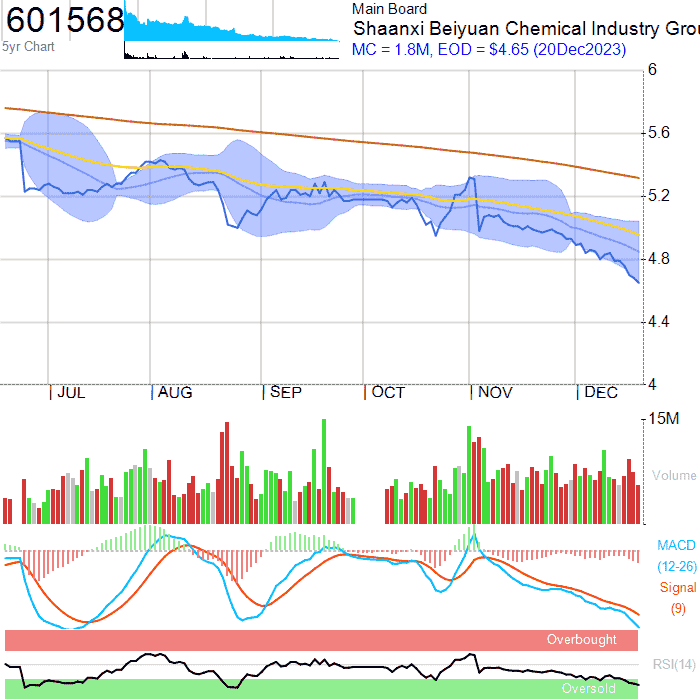 601568
5yr Chart
Main Board
Shaanxi Beiyuan Chemical Industry Grou
MC = 1.8M, EOD = $4.65 (20Dec2023)
6
5.6
5.2
4.8
4.4
4
JUL
AUG
SEP
OCT
NOV
DEC
15M
Volume
MACD
(12-26)
Signal
(9)
Overbought
RSI(14)
Oversold